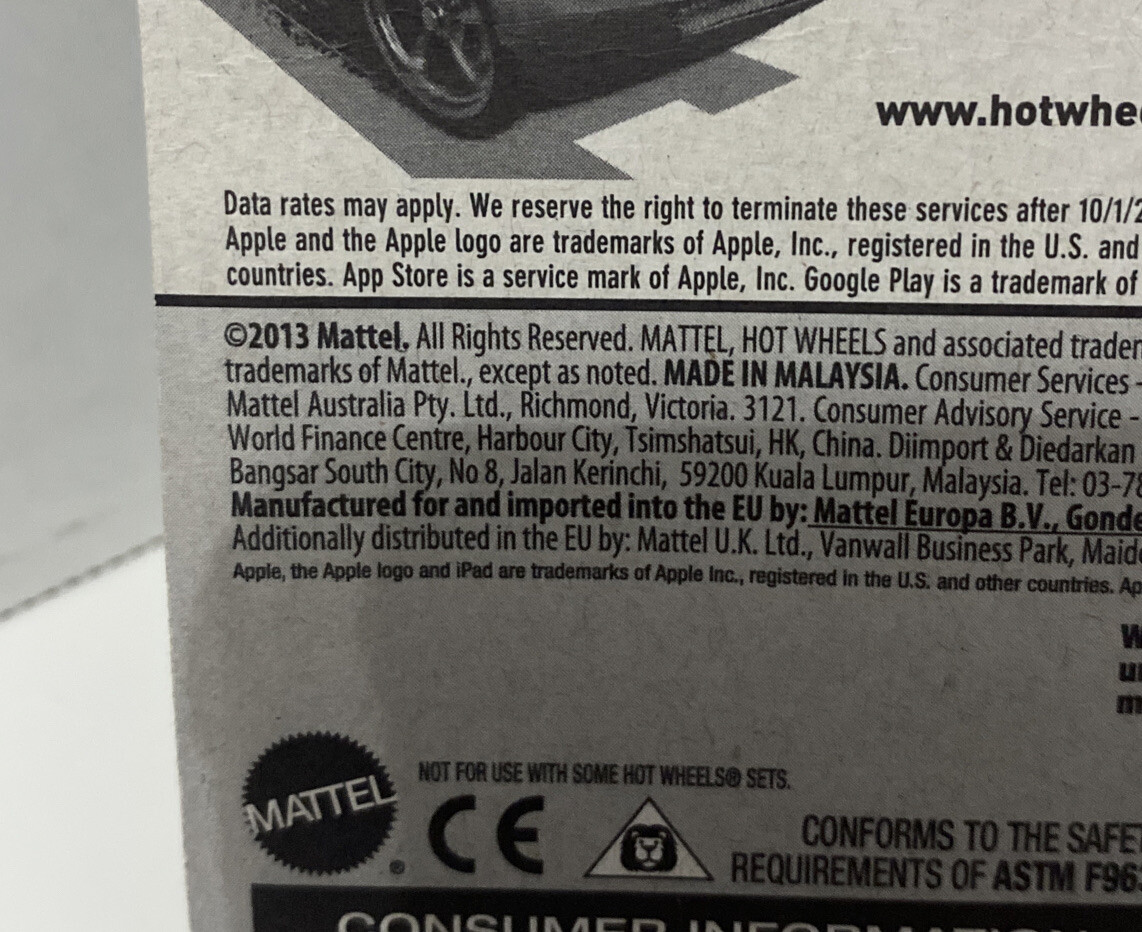 www.hotwhe
Data rates may apply. We reserve the right to terminate these services after 10/1/2
Apple and the Apple logo are trademarks of Apple, Inc., registered in the U.S. and
countries. App Store is a service mark of Apple, Inc. Google Play is a trademark of
©2013 Mattel. All Rights Reserved. MATTEL, HOT WHEELS and associated trader
trademarks of Mattel., except as noted. MADE IN MALAYSIA. Consumer Services -
Mattel Australia Pty. Ltd., Richmond, Victoria. 3121. Consumer Advisory Service -
World Finance Centre, Harbour City, Tsimshatsui, HK, China. Diimport & Diedarkan
Bangsar South City, No 8, Jalan Kerinchi, 59200 Kuala Lumpur, Malaysia. Tel: 03-78
Manufactured for and imported into the EU by: Mattel Europa B.V., Gond
Additionally distributed in the EU by: Mattel U.K. Ltd., Vanwall Business Park, Maid
Apple, the Apple logo and iPad are trademarks of Apple Inc., registered in the U.S. and other countries. Ap
W
u
m
NOT FOR USE WITH SOME HOT WHEELS® SETS.
MATTEL ®
CE
CONFORMS TO THE SAFE
REQUIREMENTS OF ASTM F96
CONSUMER INFORMATION